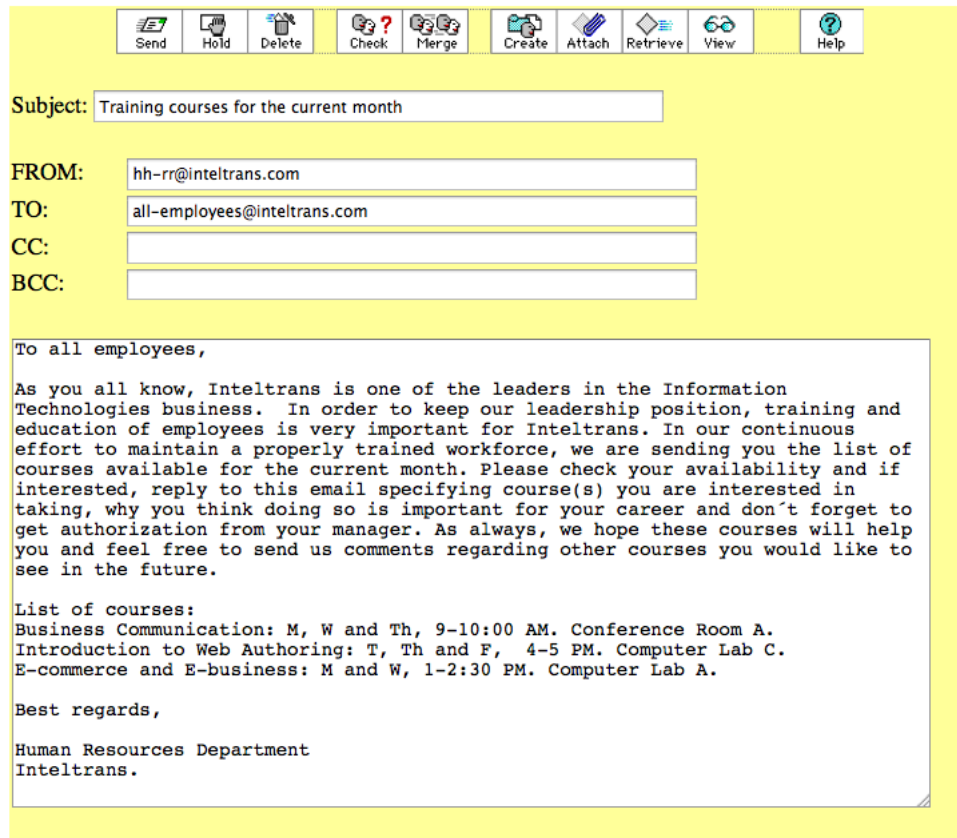 Send Hold Delete Check Merge Create Attach Retrieve View Help
Subject: Training courses for the current month
FROM: hh-rr@inteltrans.com
TO: all-employees@inteltrans.com
CC:
BCC:
To all employees,
As you all know, Inteltrans is one of the leaders in the Information
Technologies business.  In order to keep our leadership position, training and
education of employees is very important for Inteltrans. In our continuous
effort to maintain a properly trained workforce, we are sending you the list of
courses available for the current month. Please check your availability and if
interested, reply to this email specifying course(s) you are interested in
taking, why you think doing so is important for your career and don´t forget to
get authorization from your manager. As always, we hope these courses will help
you and feel free to send us comments regarding other courses you would like to
see in the future.
List of courses:
Business Communication: M, W and Th, 9-10:00 AM. Conference Room A.
Introduction to Web Authoring: T, Th and F,  4-5 PM. Computer Lab C.
E-commerce and E-business: M and W, 1-2:30 PM. Computer Lab A.
Best regards,
Human Resources Department
Inteltrans.